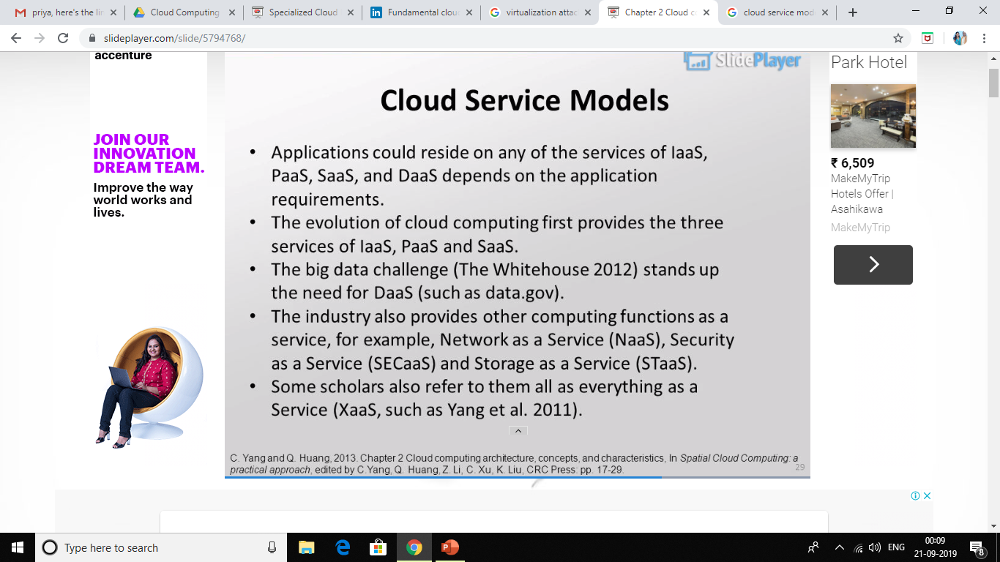 priya, here's the lin
Cloud Computing
Specialized Cloud
Fundamental clou
virtualization attac
Chapter 2 Cloud c
cloud service mod
slideplayer.com/slide/5794768/
accenture
JOIN OUR
INNOVATION
DREAM TEAM.
Improve the way
world works and
lives.
SlidePlayer
Cloud Service Models
• Applications could reside on any of the services of IaaS,
PaaS, SaaS, and DaaS depends on the application
requirements.
• The evolution of cloud computing first provides the three
services of IaaS, PaaS and SaaS.
• The big data challenge (The Whitehouse 2012) stands up
the need for DaaS (such as data.gov).
• The industry also provides other computing functions as a
service, for example, Network as a Service (NaaS), Security
as a Service (SECaaS) and Storage as a Service (STaaS).
• Some scholars also refer to them all as everything as a
Service (XaaS, such as Yang et al. 2011).
C. Yang and Q. Huang, 2013. Chapter 2 Cloud computing architecture, concepts, and characteristics, In Spatial Cloud Computing: a
practical approach, edited by C.Yang, Q. Huang, Z. Li, C. Xu, K. Liu, CRC Press: pp. 17-29.
29
Park Hotel
₹ 6,509
MakeMyTrip
Hotels Offer |
Asahikawa
MakeMyTrip
Type here to search
ENG
00:09
21-09-2019
8